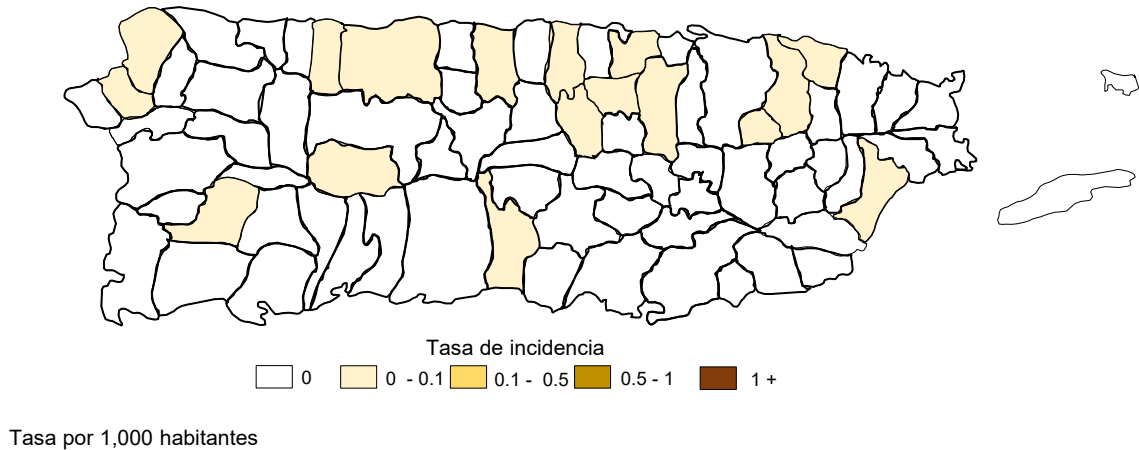 Tasa de incidencia
0 0 - 0.1 0.1 - 0.5 0.5 - 1 1 +
Tasa por 1,000 habitantes